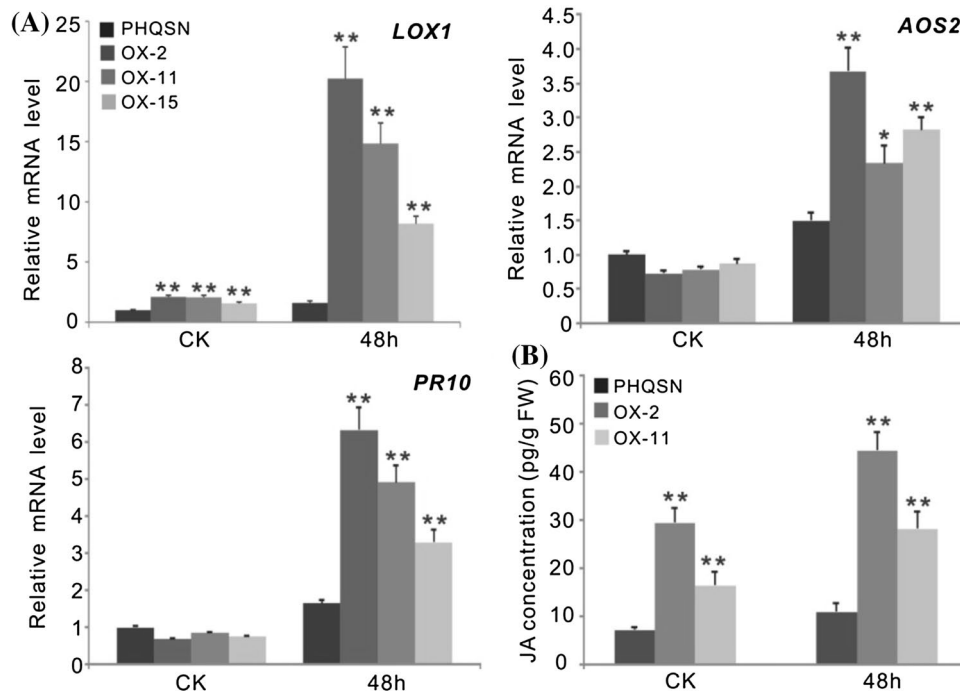 (A)
PHQSN
OX-2
OX-11
OX-15
LOX1
Relative mRNA level
25
20
15
10
5
0
** ** **
**
**
**
CK
48h
AOS2
Relative mRNA level
4.5
4.0
3.5
3.0
2.5
2.0
1.5
1.0
0.5
0
**
*
**
CK
48h
PR10
Relative mRNA level
8
7
6
5
4
3
2
1
0
**
**
**
CK
48h
(B)
PHQSN
OX-2
OX-11
JA concentration (pg/g FW)
60
50
40
30
20
10
0
**
**
**
**
CK
48h